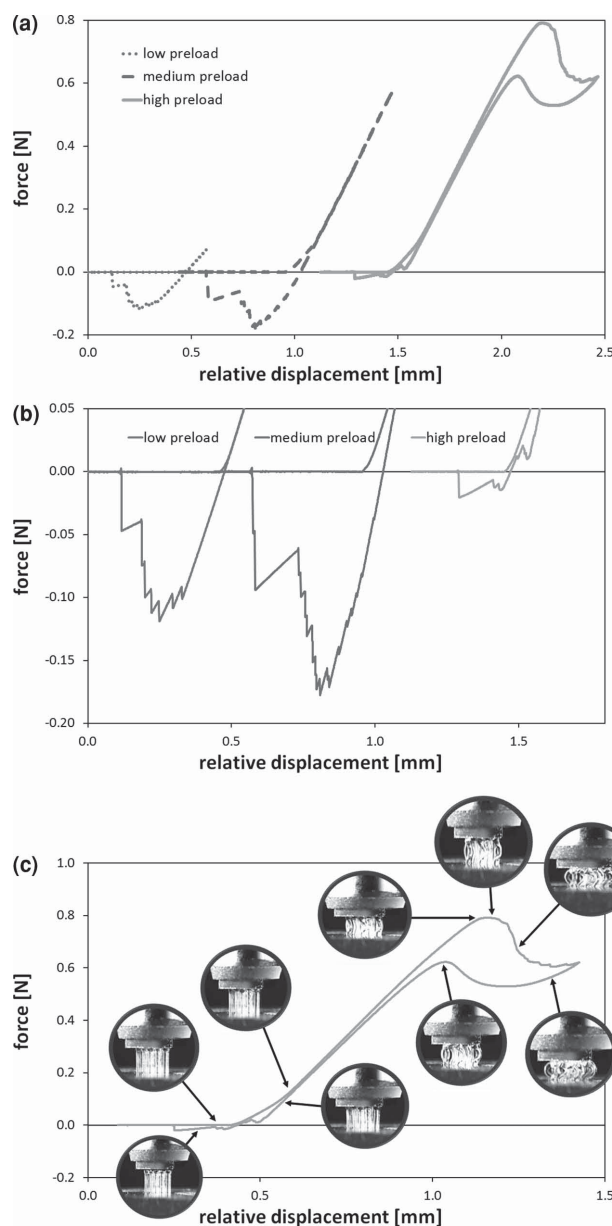 (a)
0.8
0.6
0.4
0.2
0.0
-0.2
force [N]
low preload
medium preload
high preload
0.0 0.5 1.0 1.5 2.0 2.5
relative displacement [mm]
(b)
0.05
0.00
-0.05
-0.10
-0.15
-0.20
force [N]
low preload medium preload high preload
0.0 0.5 1.0 1.5
relative displacement [mm]
(c)
1.0
0.8
0.6
0.4
0.2
0.0
-0.2
force [N]
0.0 0.5 1.0 1.5
relative displacement [mm]